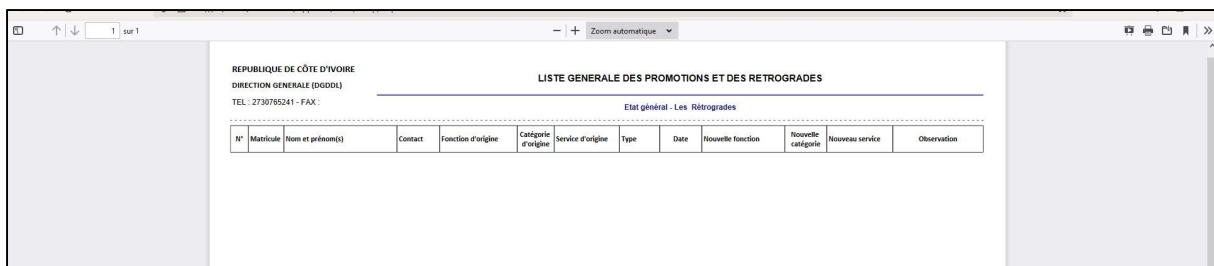 1 sur 1
Zoom automatique
REPUBLIQUE DE CÔTE D'IVOIRE
DIRECTION GENERALE (DGDDL)
TEL : 2730765241 - FAX :
LISTE GENERALE DES PROMOTIONS ET DES RETROGRADES
Etat général - Les Rétrogrades
N° Matricule Nom et prénom(s) Contact Fonction d'origine Catégorie d'origine Service d'origine Type Date Nouvelle fonction Nouvelle catégorie Nouveau service Observation